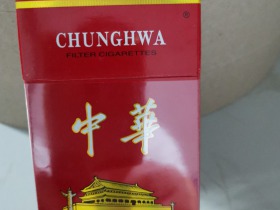 ®
CHUNGHWA
FILTER CIGARETTES
中華